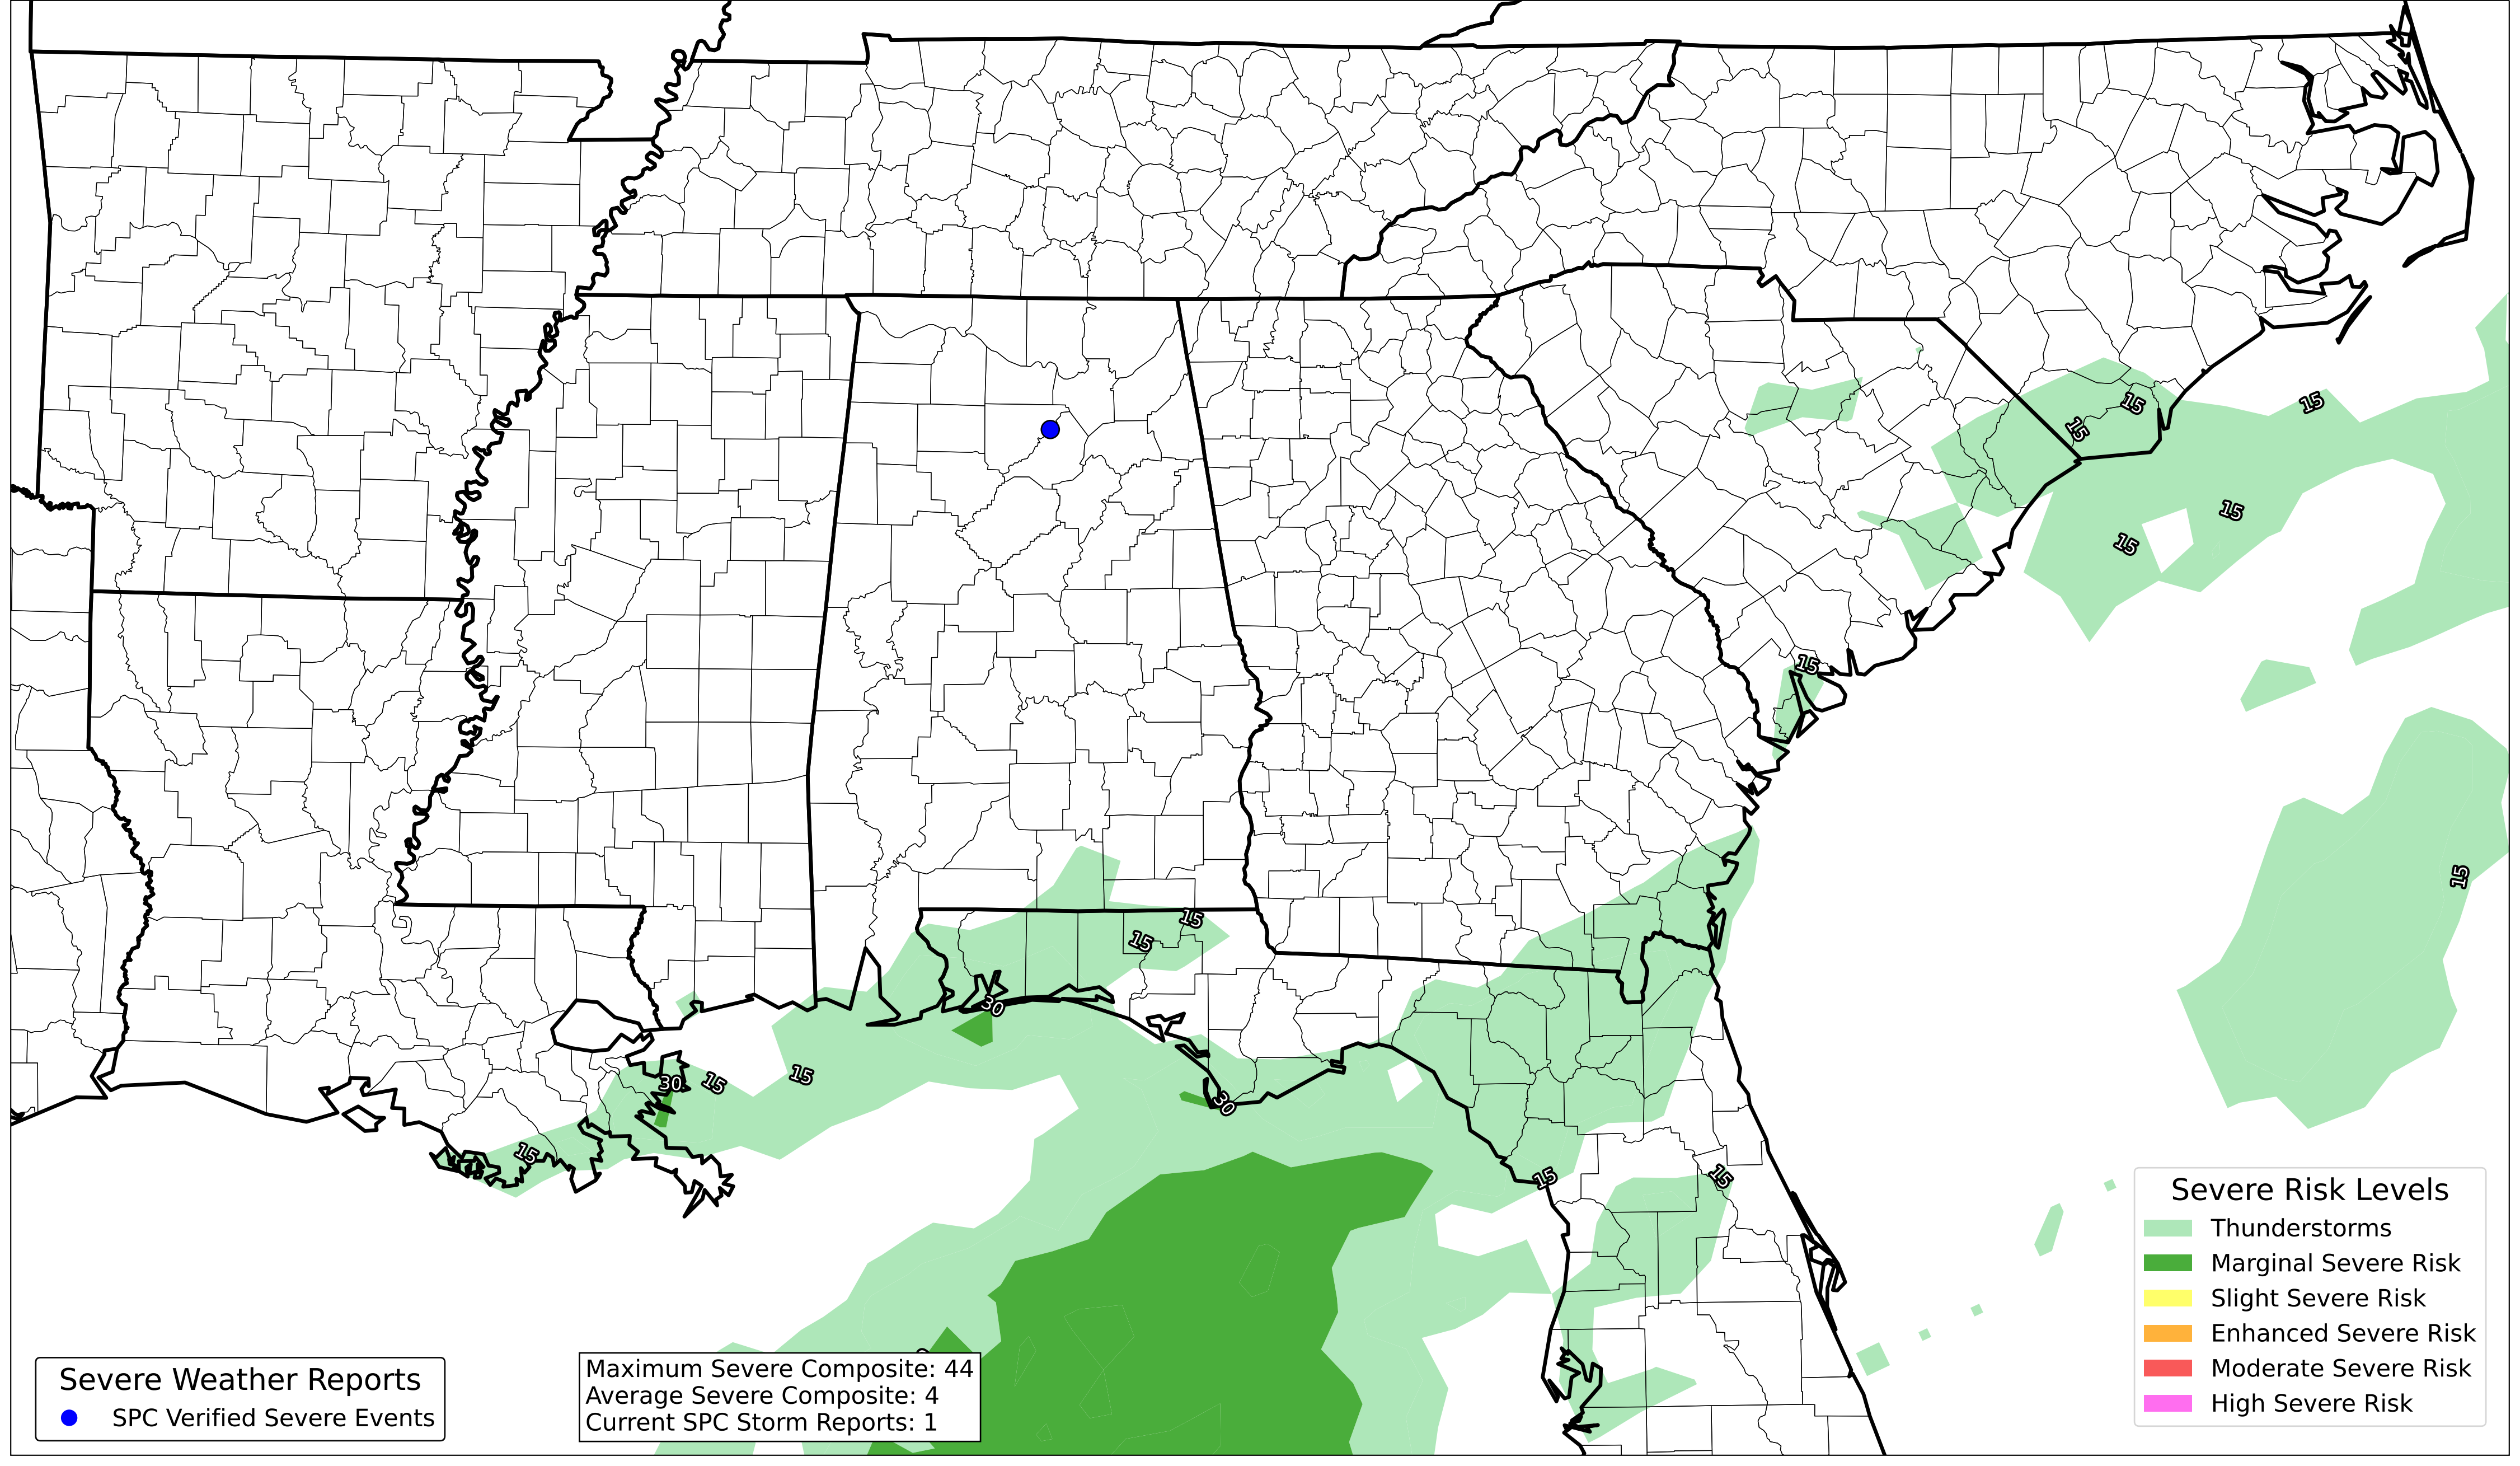 15
15
15
15
15
15
15
15
15
30
30
15
15
30
15
15
15
Severe Risk Levels
Thunderstorms
Marginal Severe Risk
Slight Severe Risk
Enhanced Severe Risk
Moderate Severe Risk
High Severe Risk
Severe Weather Reports
SPC Verified Severe Events
Maximum Severe Composite: 44
Average Severe Composite: 4
Current SPC Storm Reports: 1